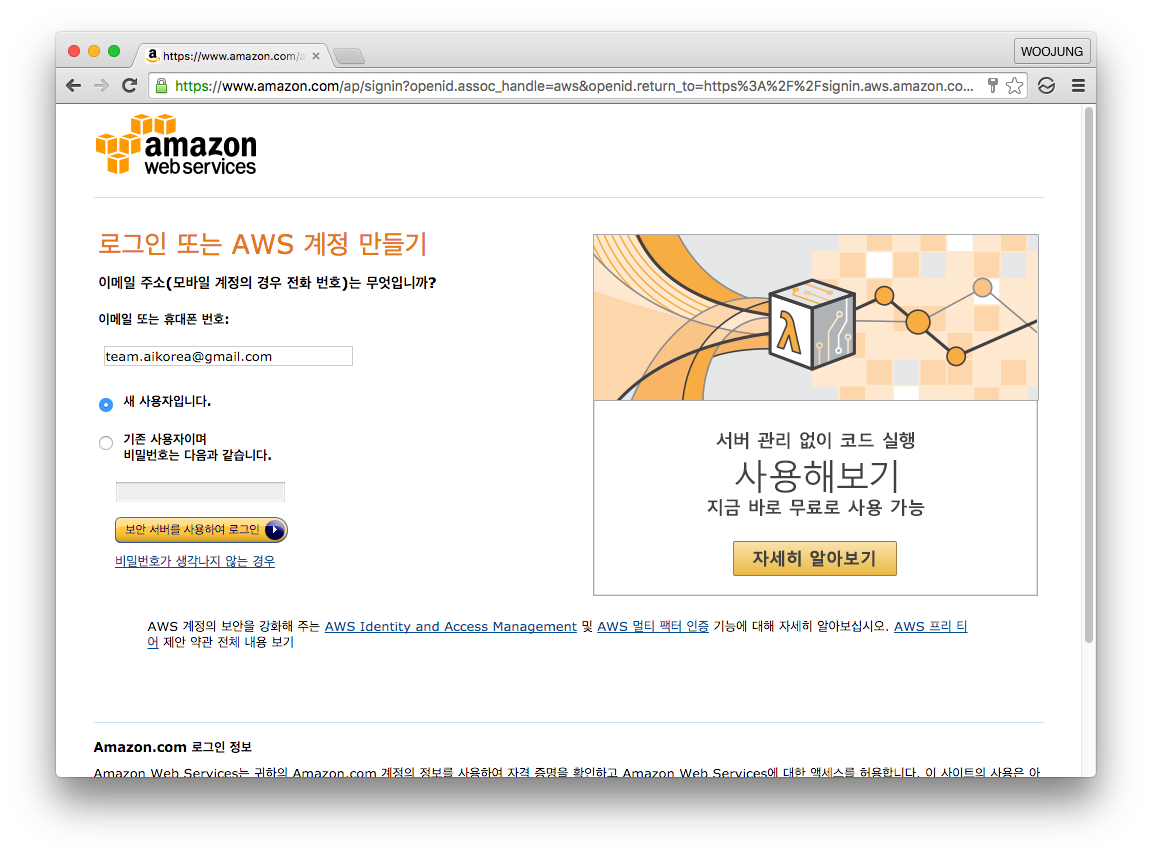 https://www.amazon.com/a
WOOJUNG
https://www.amazon.com/ap/signin?openid.assoc_handle=aws&openid.return_to=https%3A%2F%2Fsignin.aws.amazon.co...
amazon
web services
로그인 또는 AWS 계정 만들기
이메일 주소(모바일 계정의 경우 전화 번호)는 무엇입니까?
이메일 또는 휴대폰 번호:
team.aikorea@gmail.com
새 사용자입니다.
기존 사용자이며
비밀번호는 다음과 같습니다.
보안 서버를 사용하여 로그인
비밀번호가 생각나지 않는 경우
λ
서버 관리 없이 코드 실행
사용해보기
지금 바로 무료로 사용 가능
자세히 알아보기
AWS 계정의 보안을 강화해 주는 AWS Identity and Access Management 및 AWS 멀티 팩터 인증 기능에 대해 자세히 알아보십시오. AWS 프리 티
어 제안 약관 전체 내용 보기
Amazon.com 로그인 정보
Amazon Web Services는 귀하의 Amazon.com 계정의 정보를 사용하여 자격 증명을 확인하고 Amazon Web Services에 대한 액세스를 허용합니다. 이 사이트의 사용은 아